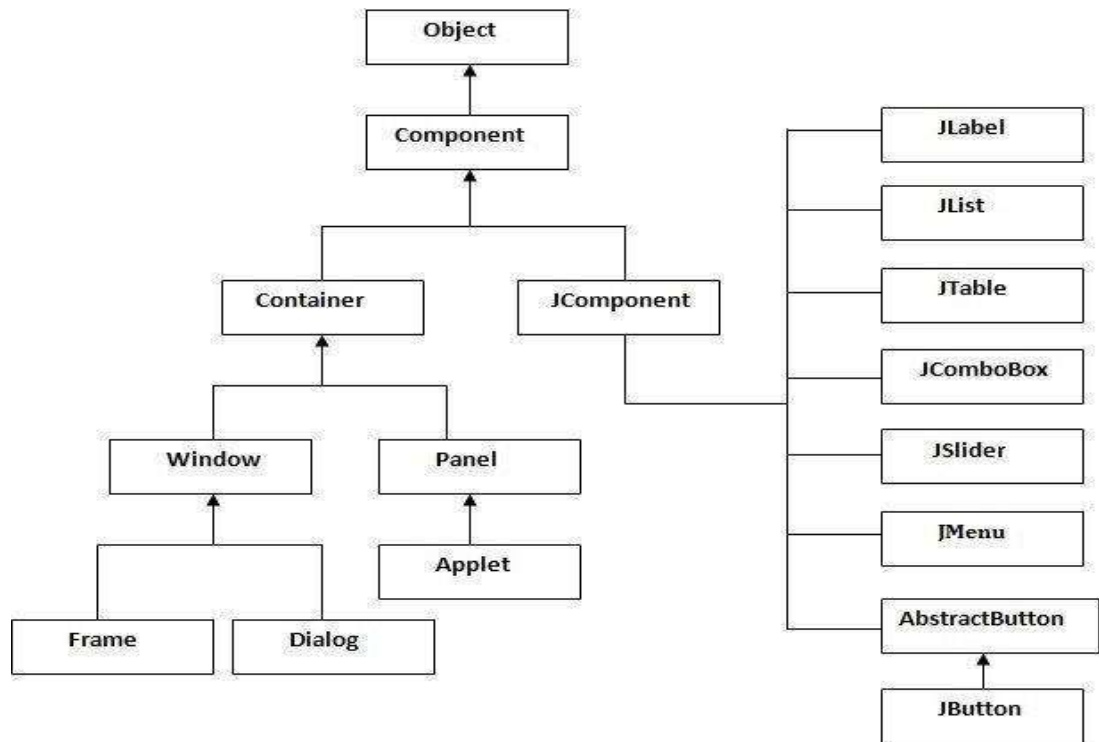 Object
Component
Container
JComponent
Window
Panel
Applet
Frame
Dialog
JLabel
JList
JTable
JComboBox
JSlider
JMenu
AbstractButton
JButton